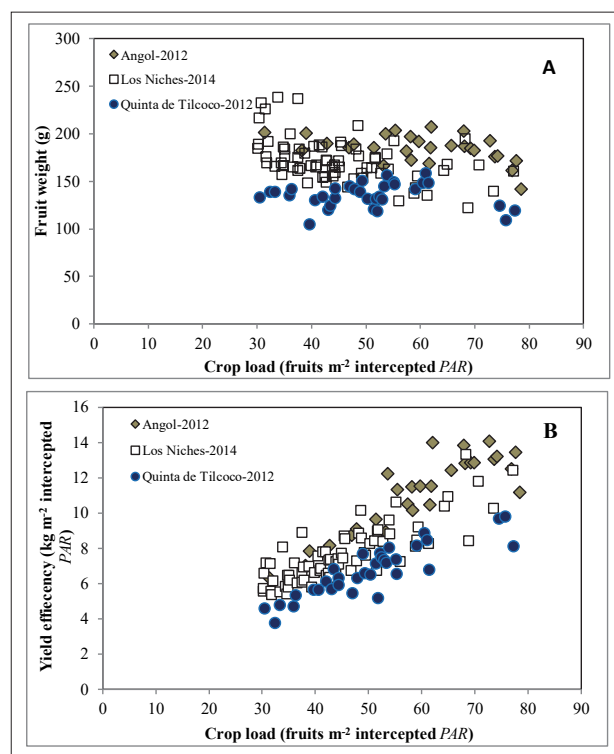 300
250
200
150
100
50
0
Fruit weight (g)
Angol-2012
Los Niches-2014
Quinta de Tilcoco-2012
A
0 10 20 30 40 50 60 70 80 90
Crop load (fruits m-2 intercepted PAR)
16
14
12
10
8
6
4
2
0
Yield effieecency (kg m-2 intercepted
PAR)
Angol-2012
Los Niches-2014
Quinta de Tilcoco-2012
B
0 10 20 30 40 50 60 70 80 90
Crop load (fruits m-2 intercepted PAR)